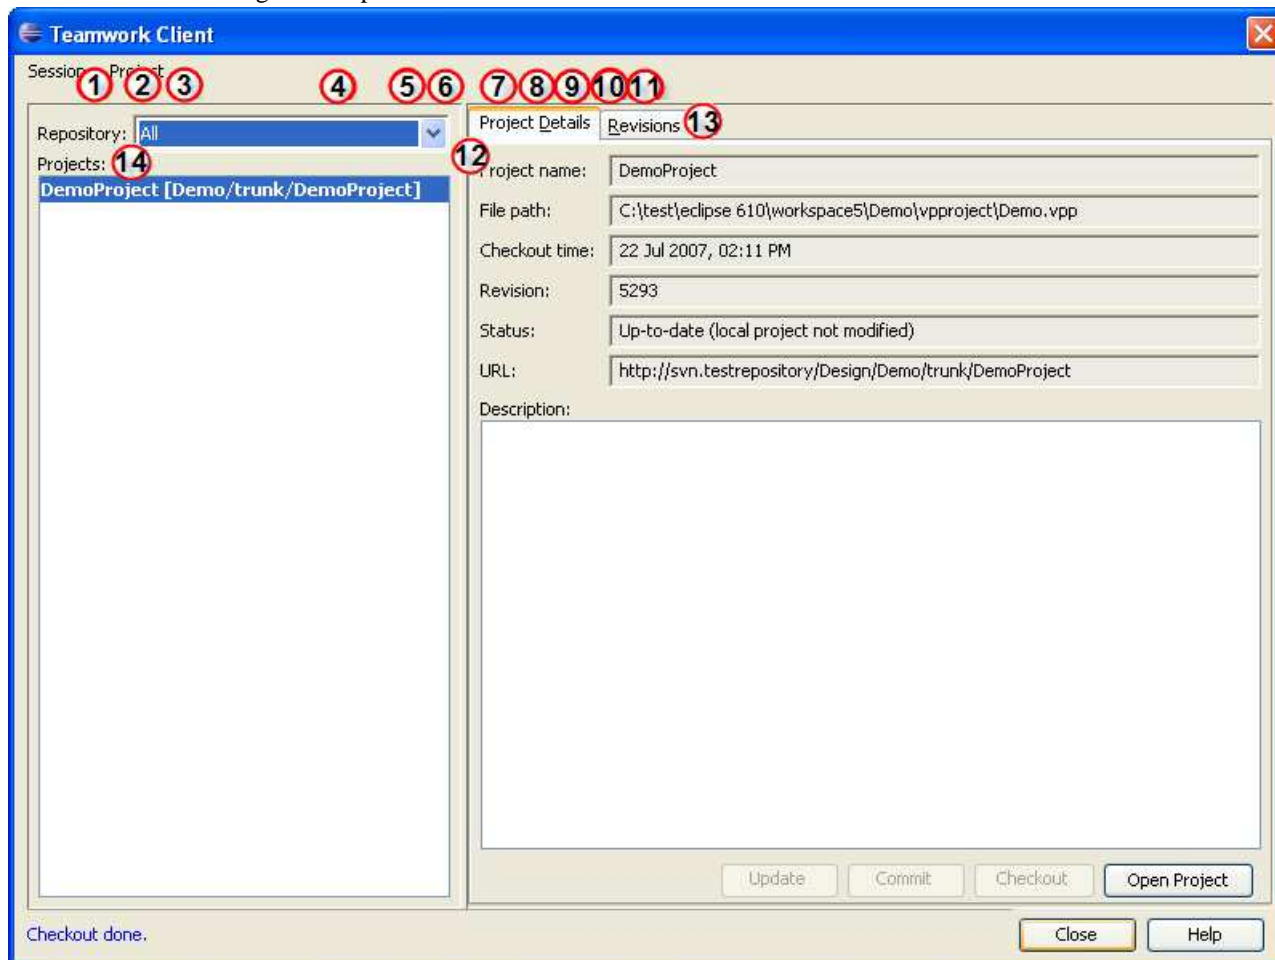 Teamwork Client
Session Project
1 2 3 4 5 6 7 8 9 10 11
Repository: All
Projects: 14
DemoProject [Demo/trunk/DemoProject]
Project Details Revisions 13
12
Project name: DemoProject
File path: C:\test\eclipse 610\workspace5\Demo\vpproject\Demo.vpp
Checkout time: 22 Jul 2007, 02:11 PM
Revision: 5293
Status: Up-to-date (local project not modified)
URL: http://svn.testrepository/Design/Demo/trunk/DemoProject
Description:
Update Commit Checkout Open Project
Checkout done.
Close Help